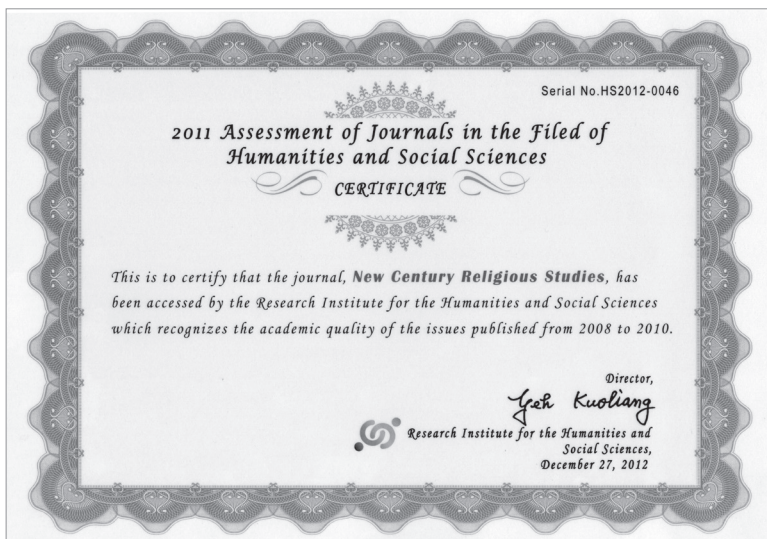 Serial No.HS2012-0046
2011 Assessment of Journals in the Filed of
Humanities and Social Sciences
CERTIFICATE
This is to certify that the journal, New Century Religious Studies, has
been accessed by the Research Institute for the Humanities and Social Sciences
which recognizes the academic quality of the issues published from 2008 to 2010.
Director,
Yeh Kuoliang
Research Institute for the Humanities and
Social Sciences,
December 27, 2012